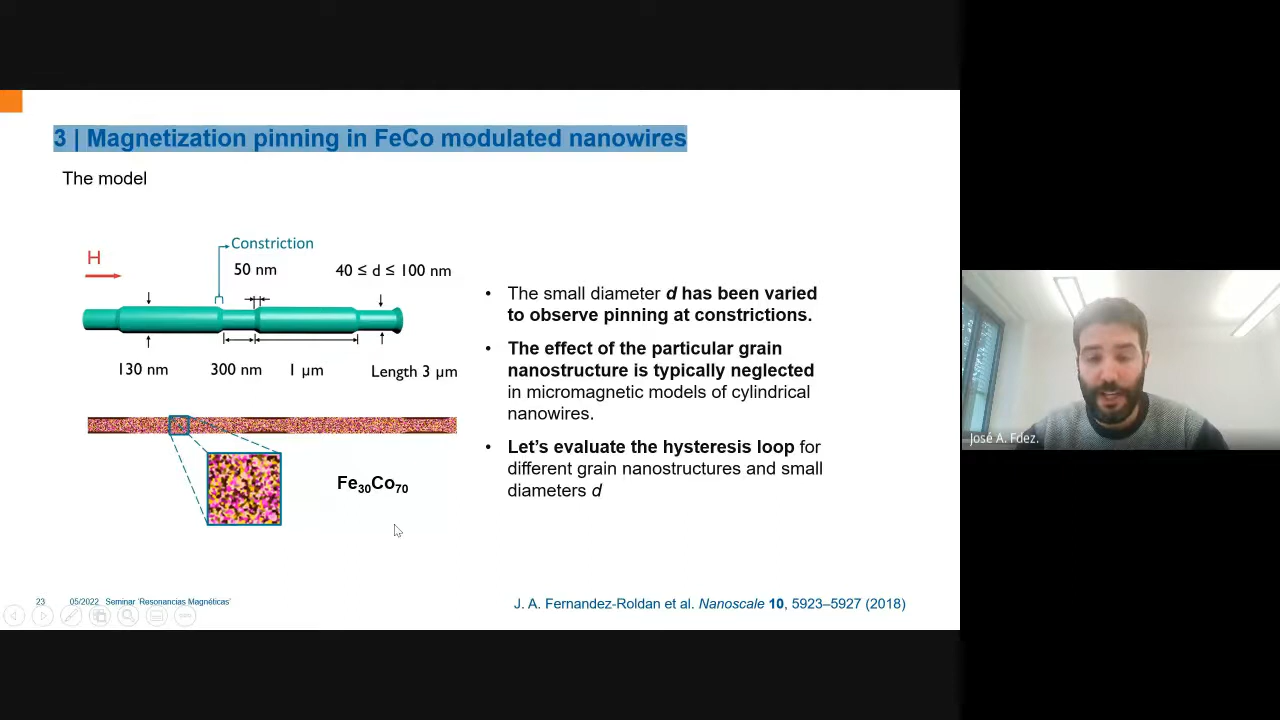 3 | Magnetization pinning in FeCo modulated nanowires
The model
Constriction
H
50 nm
40 ≤ d ≤ 100 nm
130 nm
300 nm
1 μm
Length 3 μm
Fe30Co70
• The small diameter d has been varied
to observe pinning at constrictions.
• The effect of the particular grain
nanostructure is typically neglected
in micromagnetic models of cylindrical
nanowires.
• Let's evaluate the hysteresis loop for
different grain nanostructures and small
diameters d
23 05/2022 Seminar 'Resonancias Magnéticas'
J. A. Fernandez-Roldan et al. Nanoscale 10, 5923–5927 (2018)
José A. Fdez.